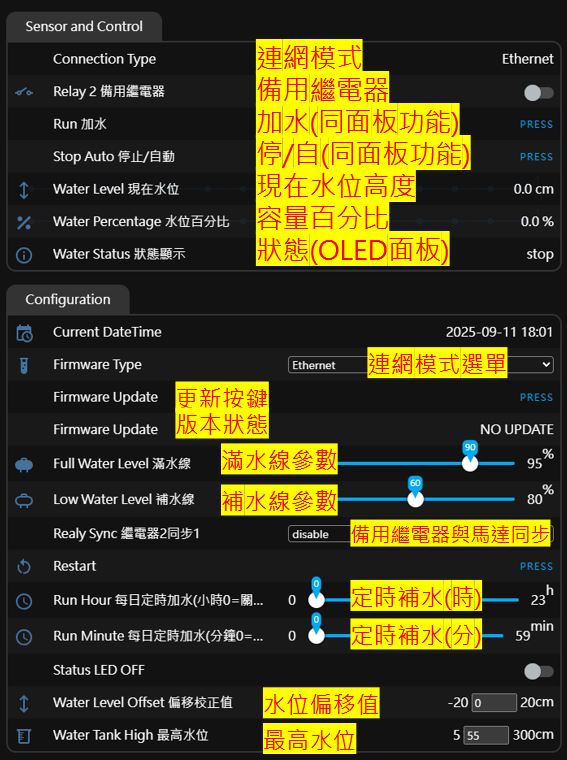 Sensor and Control
Connection Type 連網模式 Ethernet
Relay 2 備用繼電器 備用繼電器
Run 加水 加水(同面板功能) PRESS
Stop Auto 停止/自動 停/自(同面板功能) PRESS
Water Level 現在水位 現在水位高度 0.0 cm
Water Percentage 水位百分比 容量百分比 0.0 %
Water Status 狀態顯示 狀態(OLED面板) stop
Configuration
Current DateTime 2025-09-11 18:01
Firmware Type Ethernet 連網模式選單
Firmware Update 更新按鍵 PRESS
Firmware Update 版本狀態 NO UPDATE
Full Water Level 滿水線 滿水線參數 90 95%
Low Water Level 補水線 補水線參數 60 80%
Realy Sync 繼電器2同步1 disable 備用繼電器與馬達同步
Restart PRESS
Run Hour 每日定時加水(小時0=關... 0 0 定時補水(時) 23h
Run Minute 每日定時加水(分鐘0=... 0 0 定時補水(分) 59min
Status LED OFF
Water Level Offset 偏移校正值 水位偏移值 -20 0 20cm
Water Tank High 最高水位 最高水位 5 55 300cm